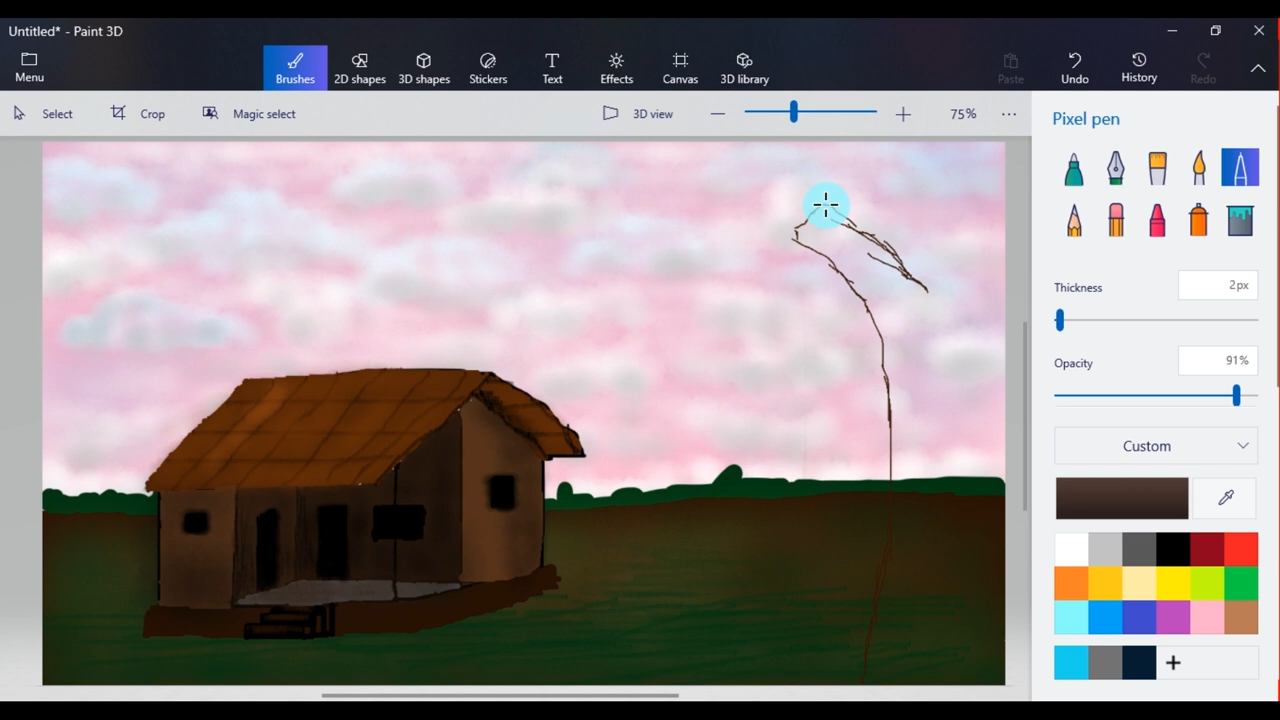 Untitled* - Paint 3D
Menu
Brushes
2D shapes
3D shapes
Stickers
Text
Effects
Canvas
3D library
Paste
Undo
History
Redo
Select
Crop
Magic select
3D view
75%
Pixel pen
Thickness
2px
Opacity
91%
Custom